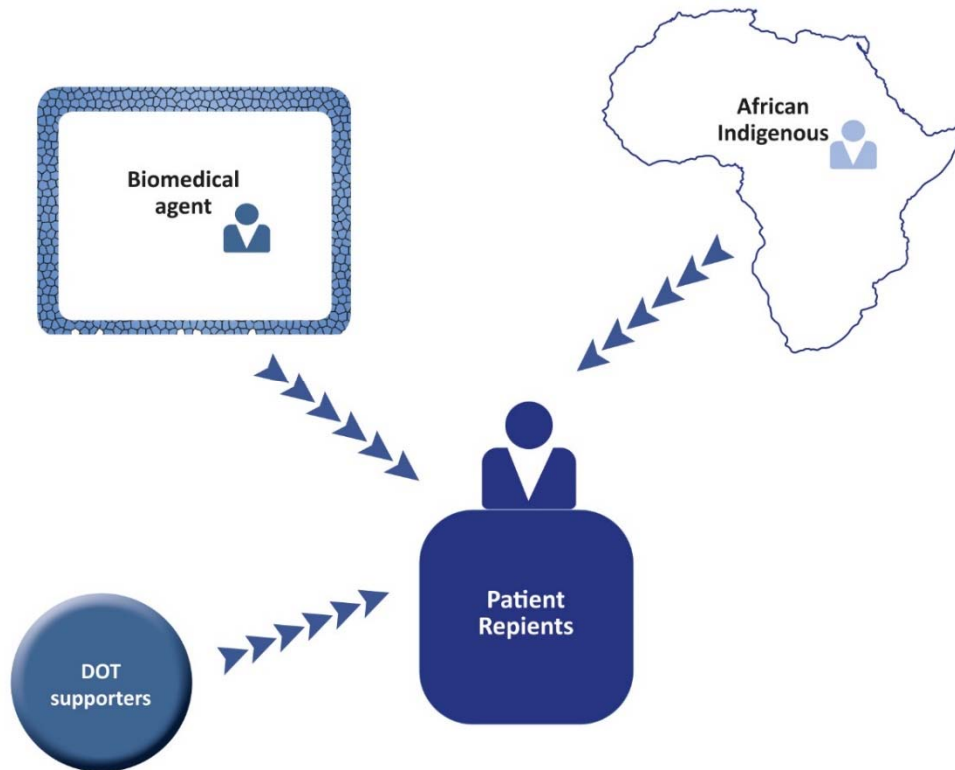 African
Indigenous
Biomedical
agent
Patient
Repients
DOT
supporters